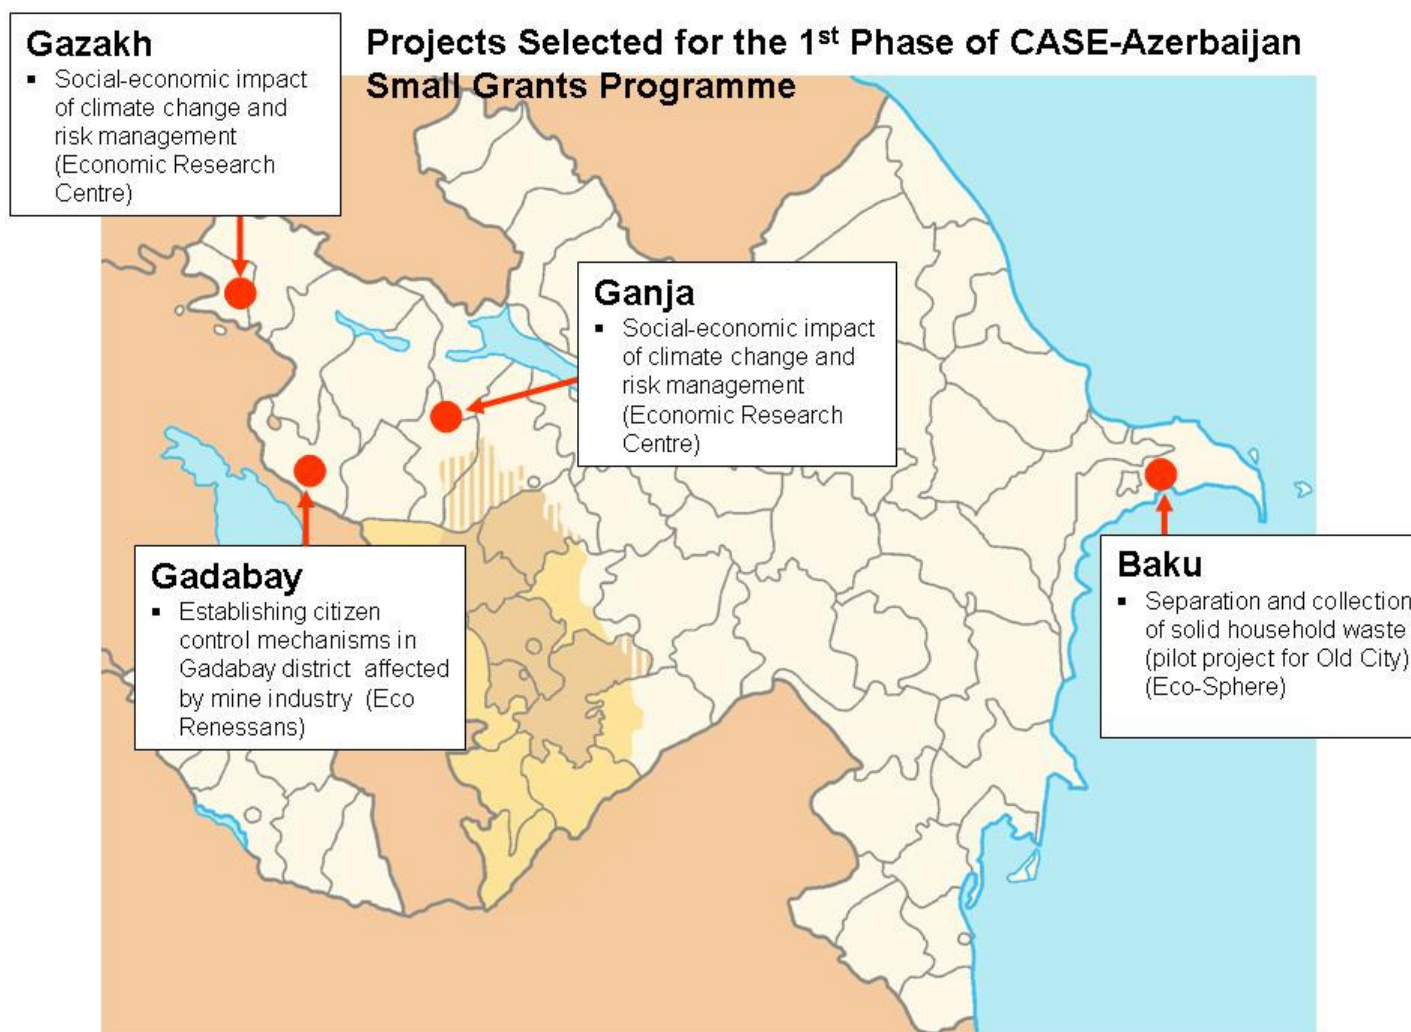 Projects Selected for the 1st Phase of CASE-Azerbaijan
Small Grants Programme
Gazakh
▪ Social-economic impact
of climate change and
risk management
(Economic Research
Centre)
Ganja
▪ Social-economic impact
of climate change and
risk management
(Economic Research
Centre)
Gadabay
▪ Establishing citizen
control mechanisms in
Gadabay district affected
by mine industry (Eco
Renessans)
Baku
▪ Separation and collection
of solid household waste
(pilot project for Old City)
(Eco-Sphere)